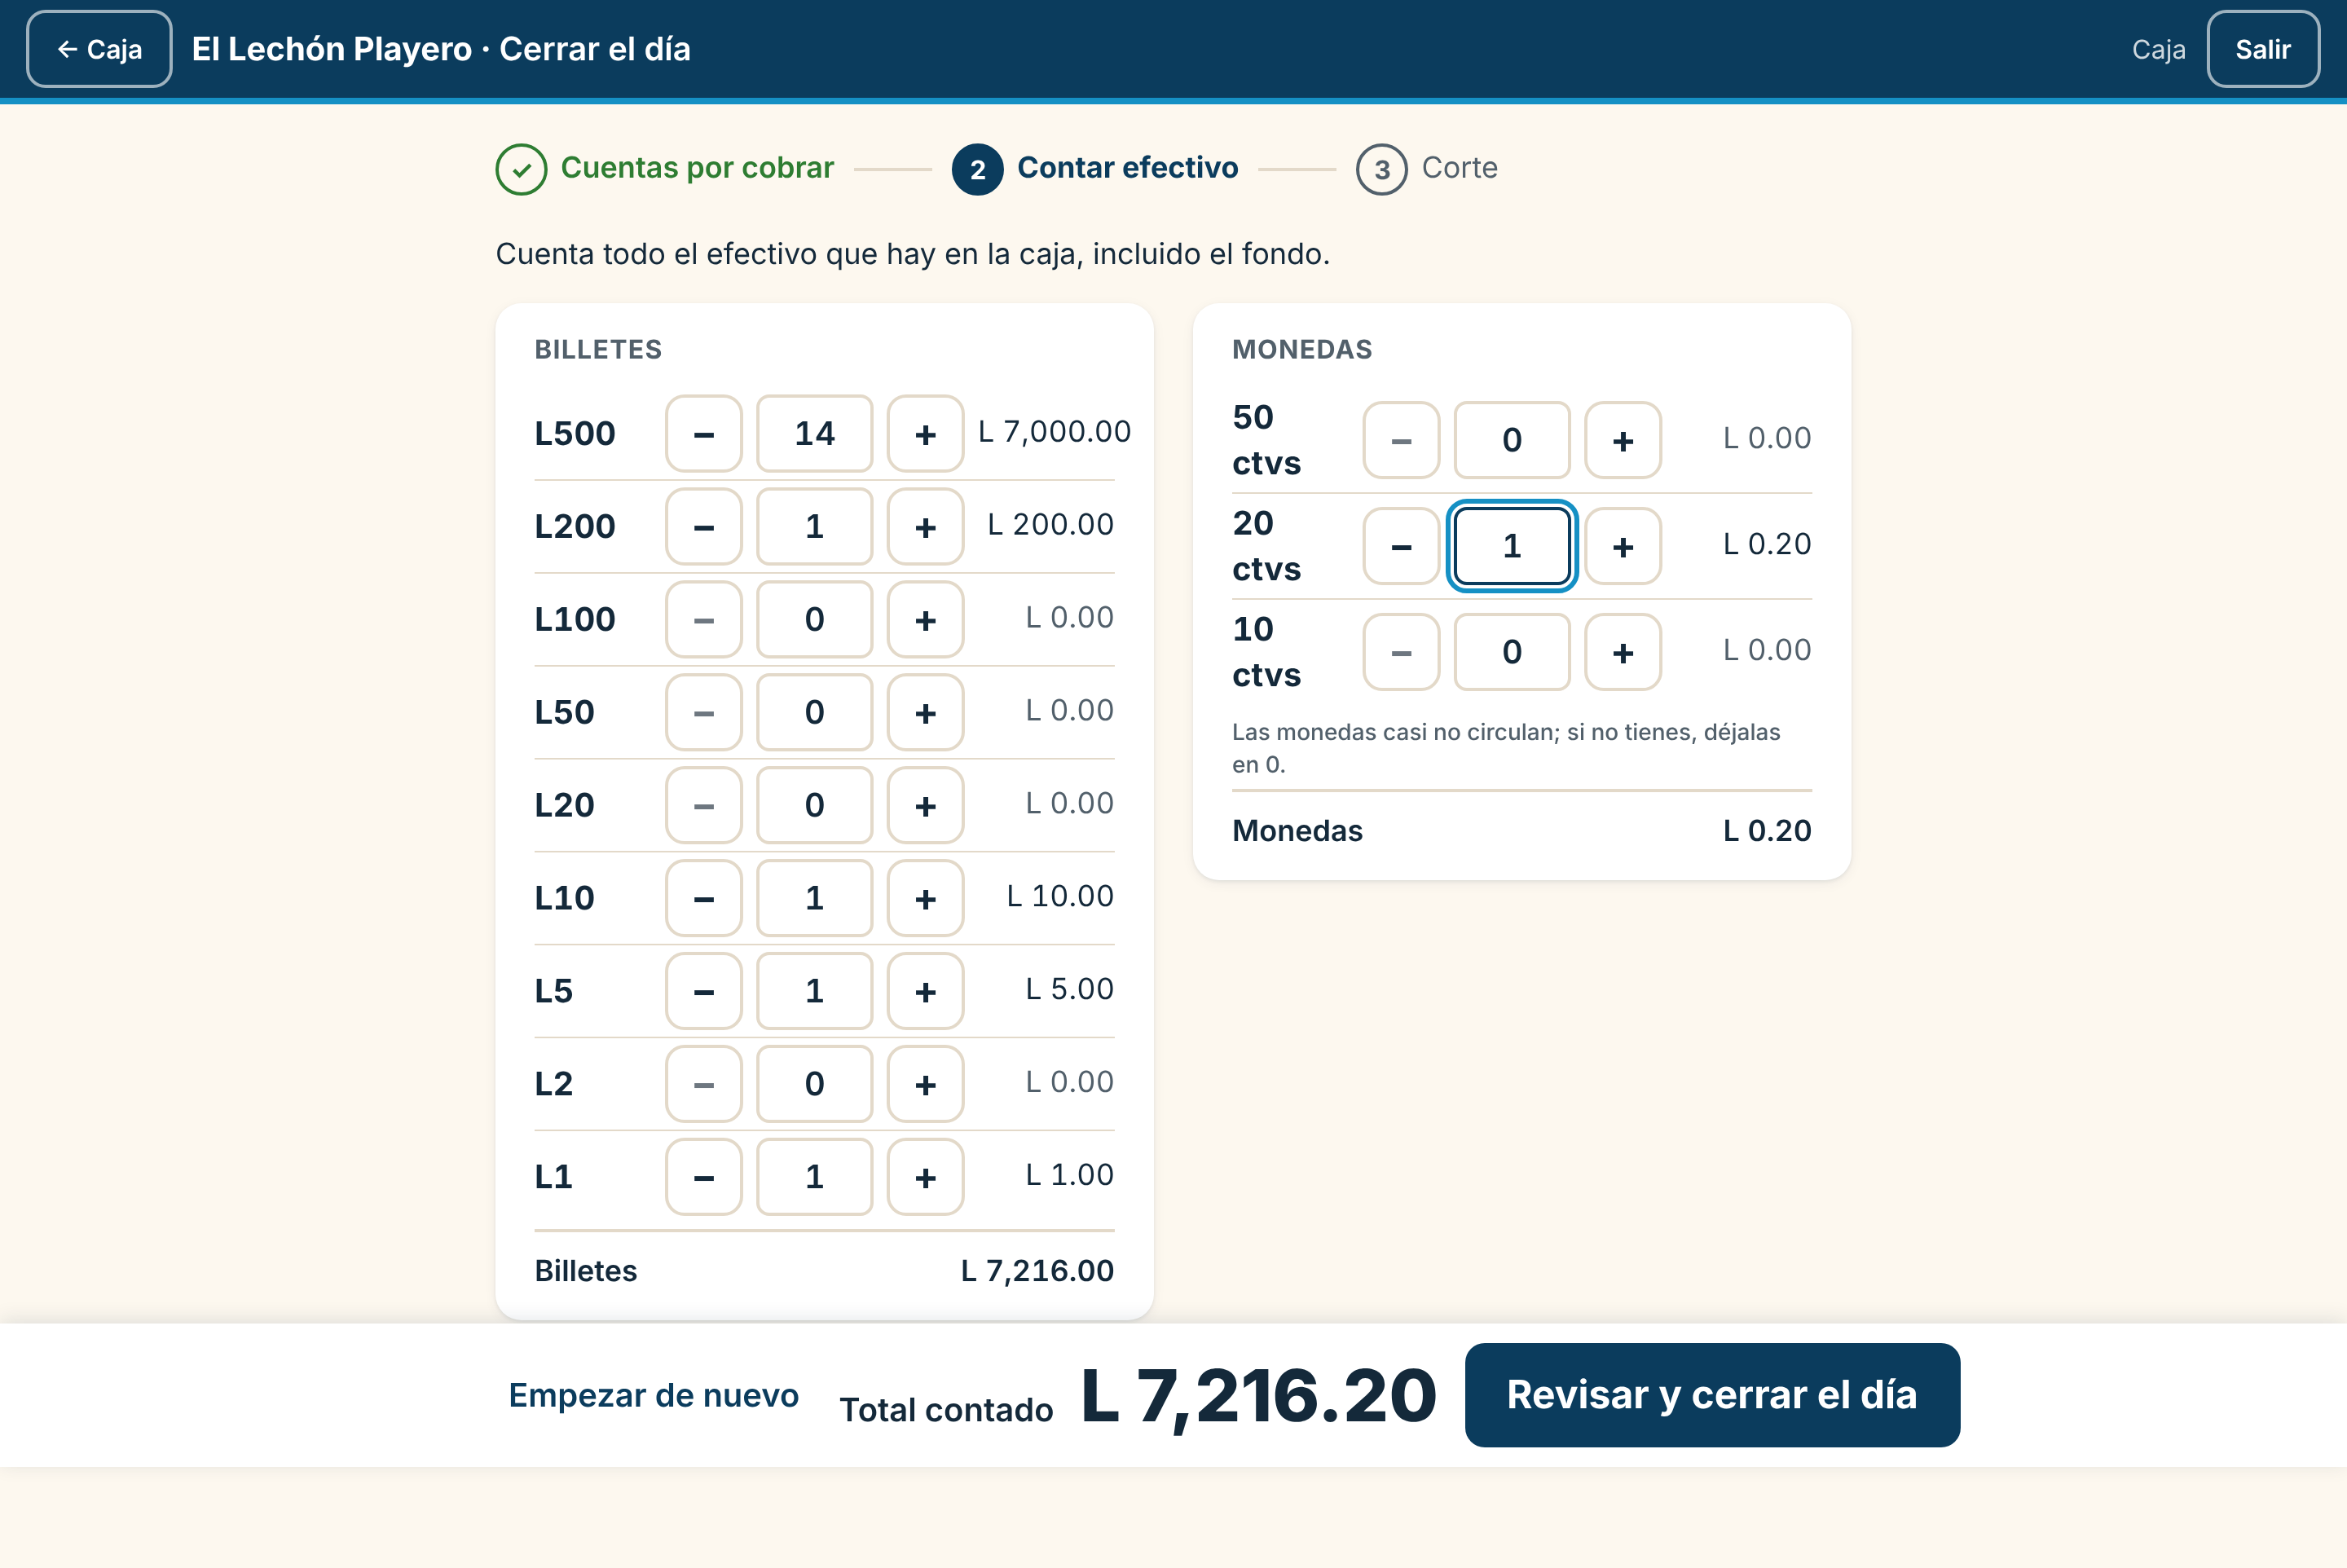 ← Caja
El Lechón Playero · Cerrar el día
Caja
Salir
✓ Cuentas por cobrar
2 Contar efectivo
3 Corte
Cuenta todo el efectivo que hay en la caja, incluido el fondo.
BILLETES
L500 − 14 + L 7,000.00
L200 − 1 + L 200.00
L100 − 0 + L 0.00
L50 − 0 + L 0.00
L20 − 0 + L 0.00
L10 − 1 + L 10.00
L5 − 1 + L 5.00
L2 − 0 + L 0.00
L1 − 1 + L 1.00
Billetes L 7,216.00
MONEDAS
50
ctvs − 0 + L 0.00
20
ctvs − 1 + L 0.20
10
ctvs − 0 + L 0.00
Las monedas casi no circulan; si no tienes, déjalas
en 0.
Monedas L 0.20
Empezar de nuevo
Total contado L 7,216.20
Revisar y cerrar el día